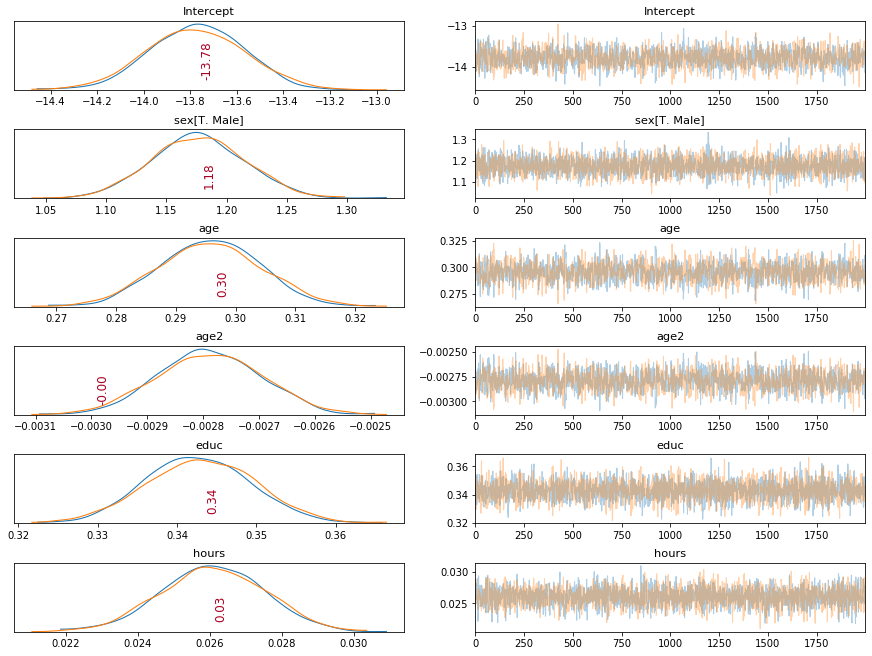 Intercept
-13.78
−14.4 −14.2 −14.0 −13.8 −13.6 −13.4 −13.2 −13.0
Intercept
−13
−14
0 250 500 750 1000 1250 1500 1750
sex[T. Male]
1.18
1.05 1.10 1.15 1.20 1.25 1.30
sex[T. Male]
1.3
1.2
1.1
0 250 500 750 1000 1250 1500 1750
age
0.30
0.27 0.28 0.29 0.30 0.31 0.32
age
0.325
0.300
0.275
0 250 500 750 1000 1250 1500 1750
age2
-0.00
−0.0031 −0.0030 −0.0029 −0.0028 −0.0027 −0.0026 −0.0025
age2
−0.00250
−0.00275
−0.00300
0 250 500 750 1000 1250 1500 1750
educ
0.34
0.32 0.33 0.34 0.35 0.36
educ
0.36
0.34
0.32
0 250 500 750 1000 1250 1500 1750
hours
0.03
0.022 0.024 0.026 0.028 0.030
hours
0.030
0.025
0 250 500 750 1000 1250 1500 1750